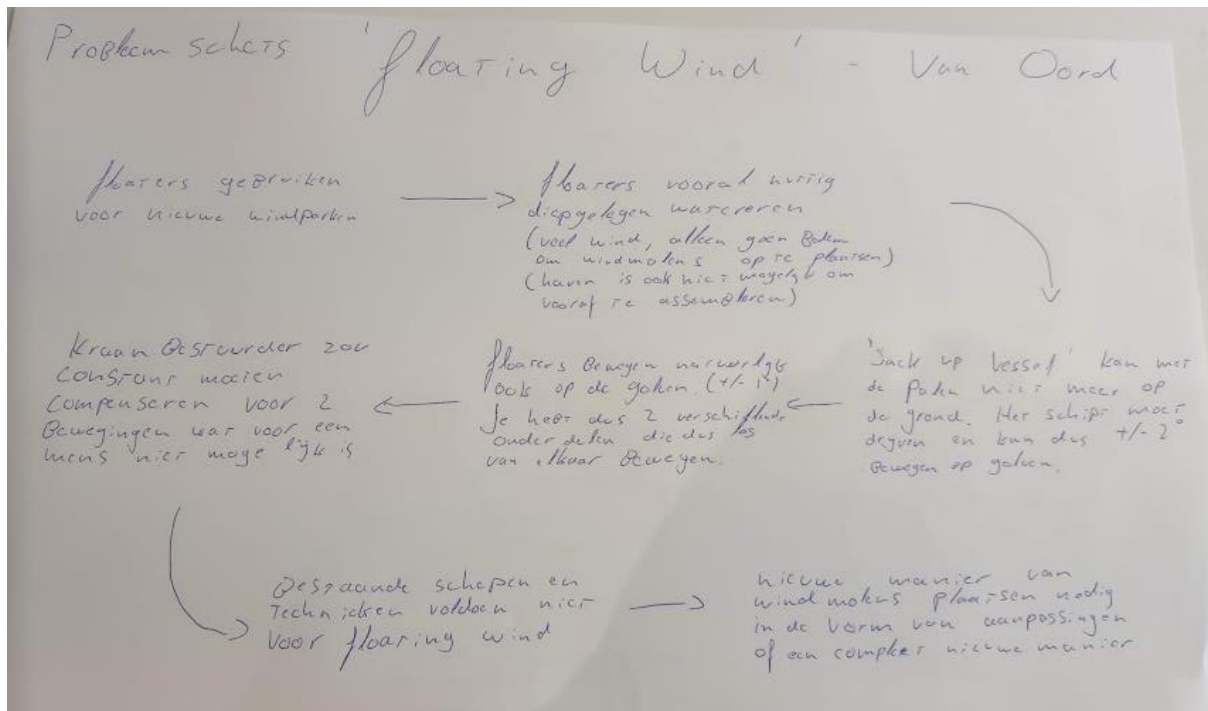 Probleem schets 'floating Wind' - Van Oord
floaters gebruiken
voor nieuwe windparken
floaters vooral nuttig
diepgelegen watereren
(veel wind, alleen geen bodem
om windmolens op te plaatsen)
(haven is ook niet mogelijk om
vooraf te assembleren)
'Jack up Vessel' kan met
de palen niet meer op
de grond. Het schip moet
drijven en kan dus +/- 2°
bewegen op golven.
floaters bewegen natuurlijk
ook op de golven. (+/- 1°)
Je hebt dus 2 verschillende
onderdelen die dus los
van elkaar bewegen.
Kraan bestuurder zou
constant moeten
compenseren voor 2
bewegingen wat voor een
mens niet mogelijk is
Bestaande schepen en
technieken voldoen niet
voor floating wind
nieuwe manier van
windmolens plaatsen nodig
in de vorm van aanpassingen
of een compleet nieuwe manier